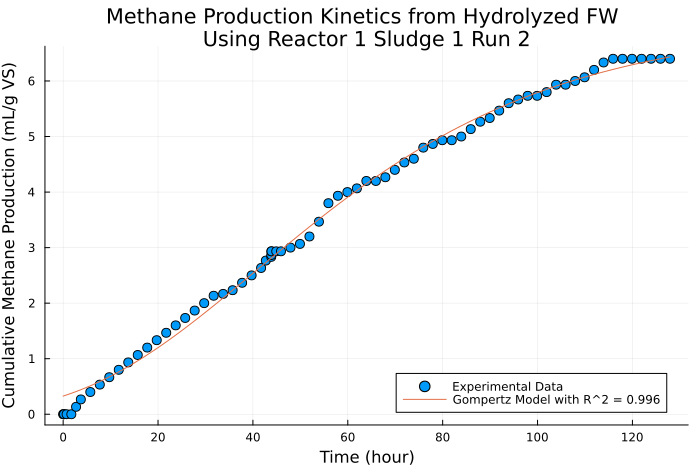 Methane Production Kinetics from Hydrolyzed FW
Using Reactor 1 Sludge 1 Run 2
Cumulative Methane Production (mL/g VS)
6
5
4
3
2
1
0
0 20 40 60 80 100 120
Time (hour)
Experimental Data
Gompertz Model with R^2 = 0.996